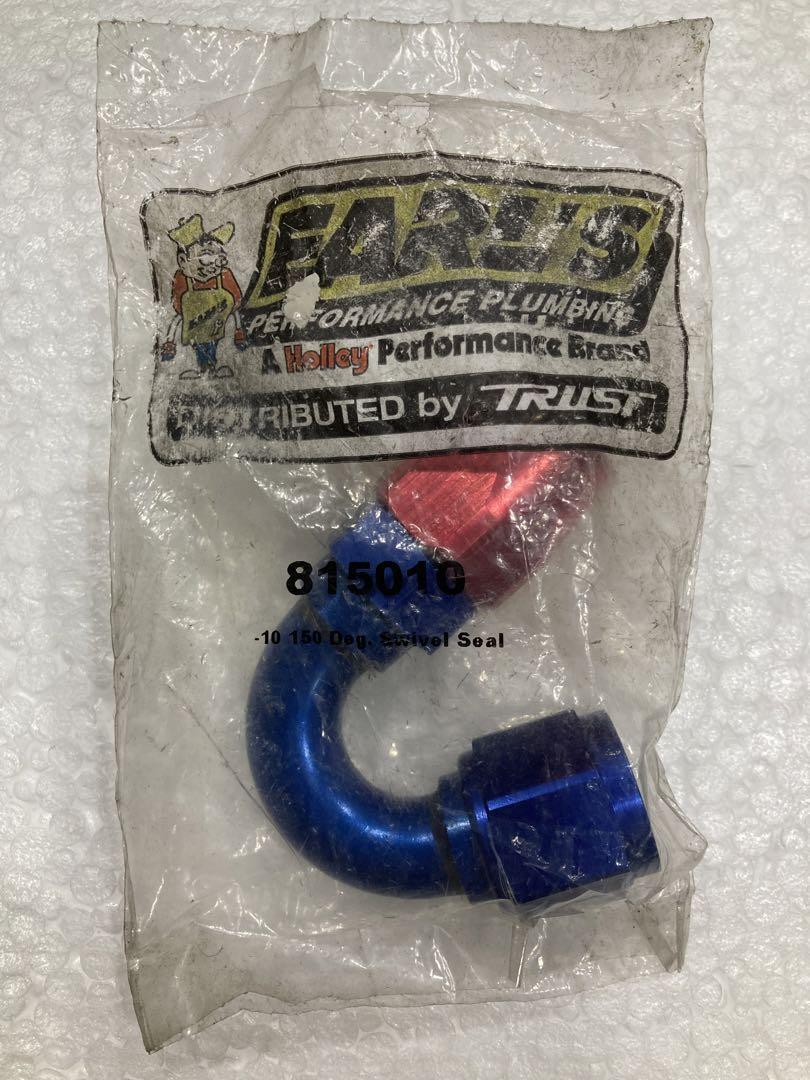 EARL'S
PERFORMANCE PLUMBING
A Holley Performance Brand
DISTRIBUTED by TRUST
815010
-10 150 Deg. Swivel Seal